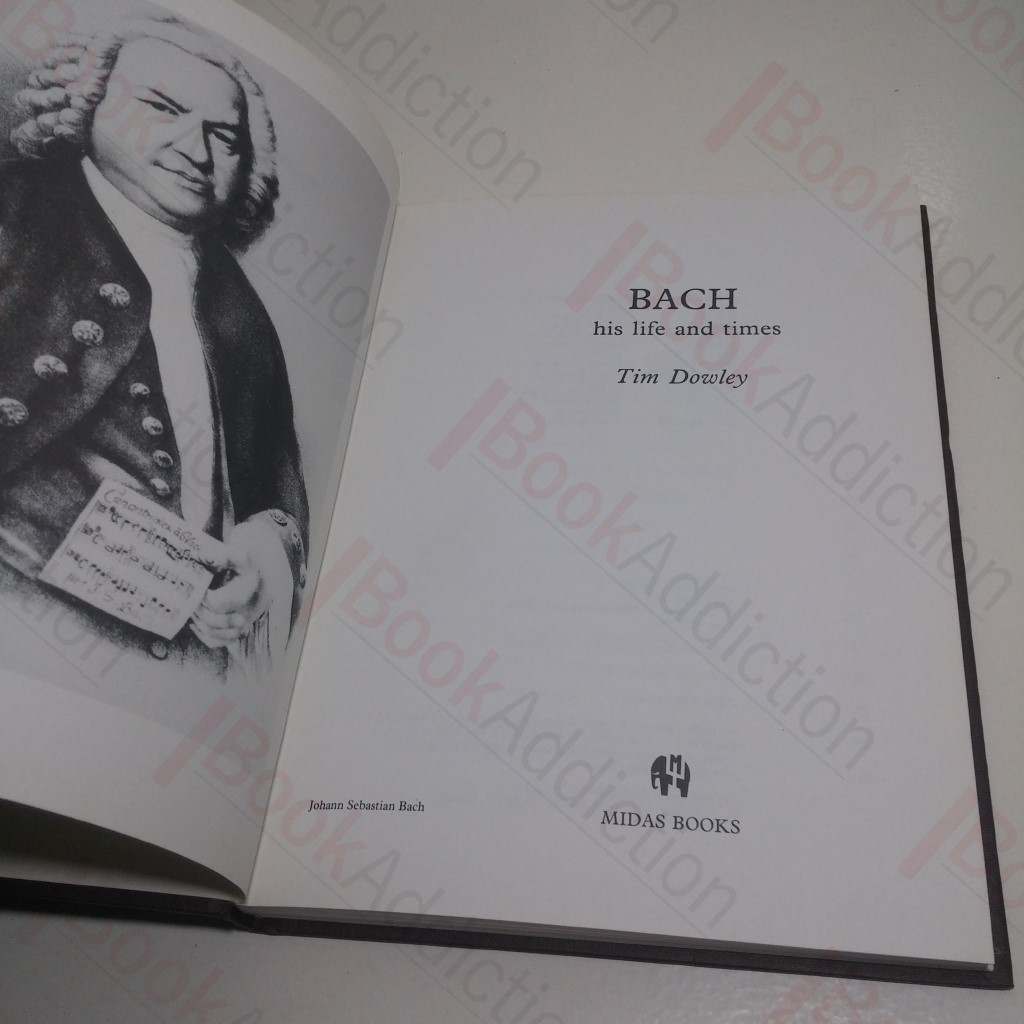 BACH
his life and times
Tim Dowley
Johann Sebastian Bach
M
MIDAS BOOKS
BookAddiction